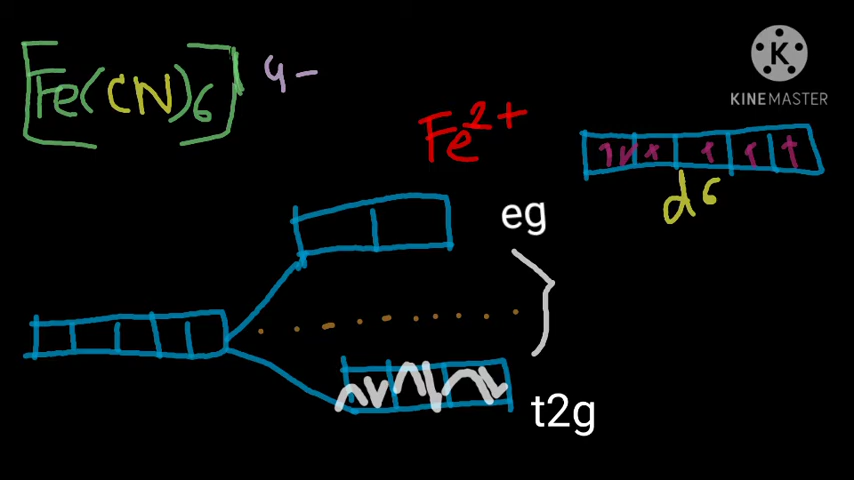 [Fe(CN)6]4-
K
KINEMASTER
Fe2+
d6
eg
t2g